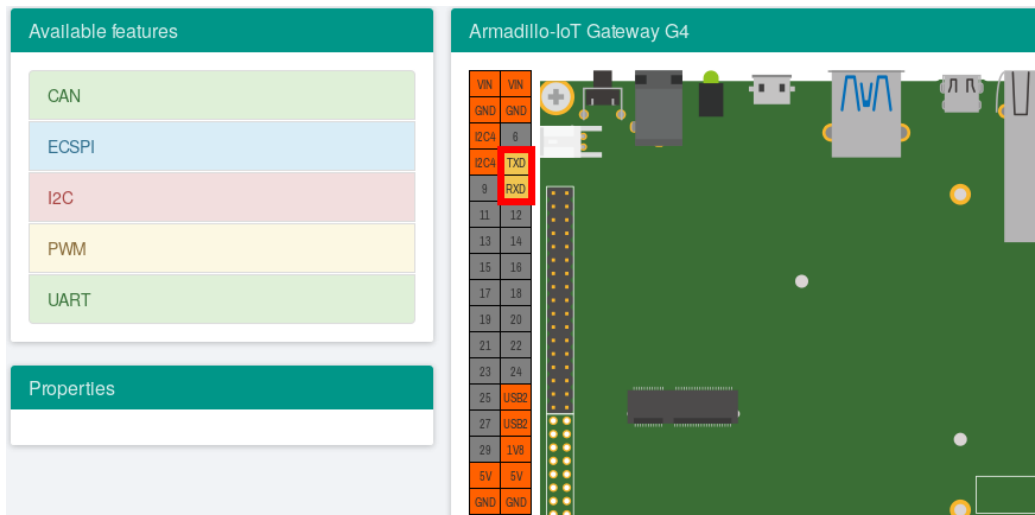 Available features
CAN
ECSPI
I2C
PWM
UART
Properties
Armadillo-IoT Gateway G4
VIN VIN
GND GND
I2C4 6
I2C4 TXD
9 RXD
11 12
13 14
15 16
17 18
19 20
21 22
23 24
25 USB2
27 USB2
29 1V8
5V 5V
GND GND